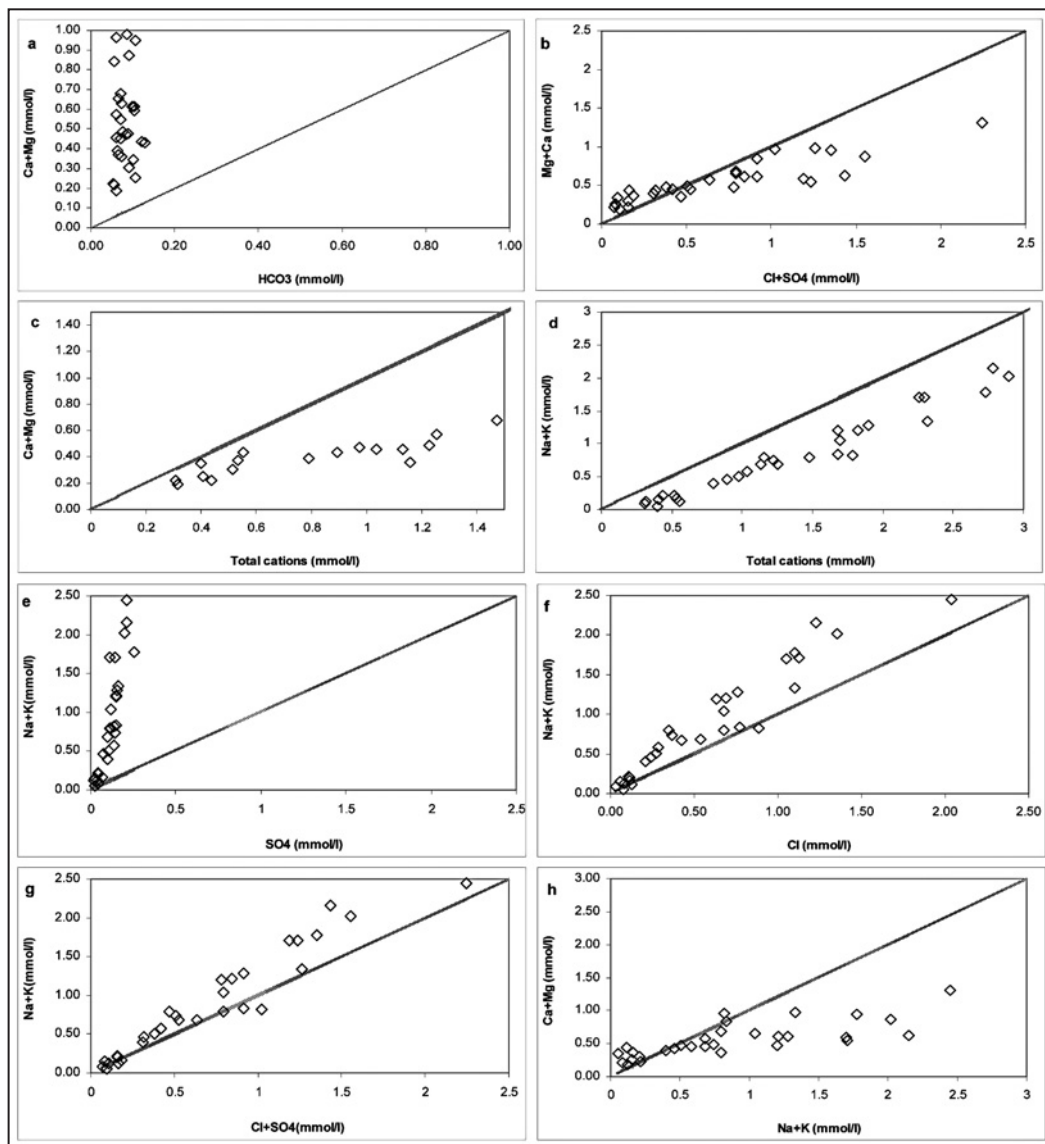 a
Ca+Mg (mmol/l)
1.00
0.90
0.80
0.70
0.60
0.50
0.40
0.30
0.20
0.10
0.00
0.00 0.20 0.40 0.60 0.80 1.00
HCO3 (mmol/l)
b
Mg+Ca (mmol/l)
2.5
2
1.5
1
0.5
0
0 0.5 1 1.5 2 2.5
Cl+SO4 (mmol/l)
c
Ca+Mg (mmol/l)
1.40
1.20
1.00
0.80
0.60
0.40
0.20
0.00
0 0.2 0.4 0.6 0.8 1 1.2 1.4
Total cations (mmol/l)
d
Na+K (mmol/l)
3
2.5
2
1.5
1
0.5
0
0 0.5 1 1.5 2 2.5 3
Total cations (mmol/l)
e
Na+K(mmol/l)
2.50
2.00
1.50
1.00
0.50
0.00
0 0.5 1 1.5 2 2.5
SO4 (mmol/l)
f
Na+K(mmol/l)
2.50
2.00
1.50
1.00
0.50
0.00
0.00 0.50 1.00 1.50 2.00 2.50
Cl (mmol/l)
g
Na+K(mmol/l)
2.50
2.00
1.50
1.00
0.50
0.00
0 0.5 1 1.5 2 2.5
Cl+SO4(mmol/l)
h
Ca+Mg(mmol/l)
3.00
2.50
2.00
1.50
1.00
0.50
0.00
0 0.5 1 1.5 2 2.5 3
Na+K (mmol/l)